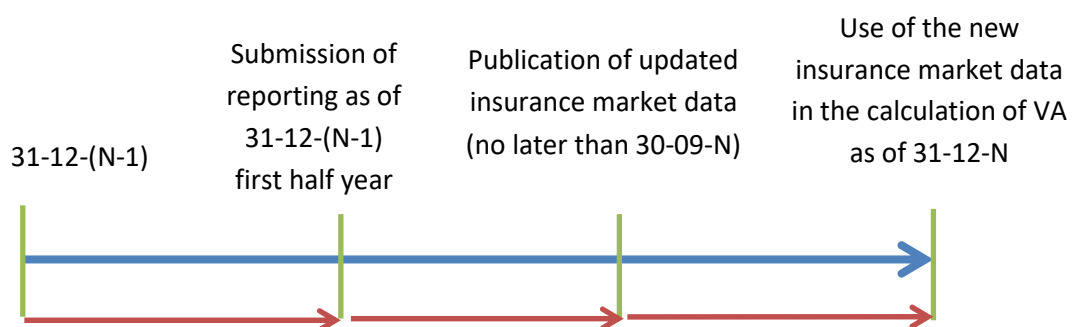 31-12-(N-1)
Submission of
reporting as of
31-12-(N-1)
first half year
Publication of updated
insurance market data
(no later than 30-09-N)
Use of the new
insurance market data
in the calculation of VA
as of 31-12-N